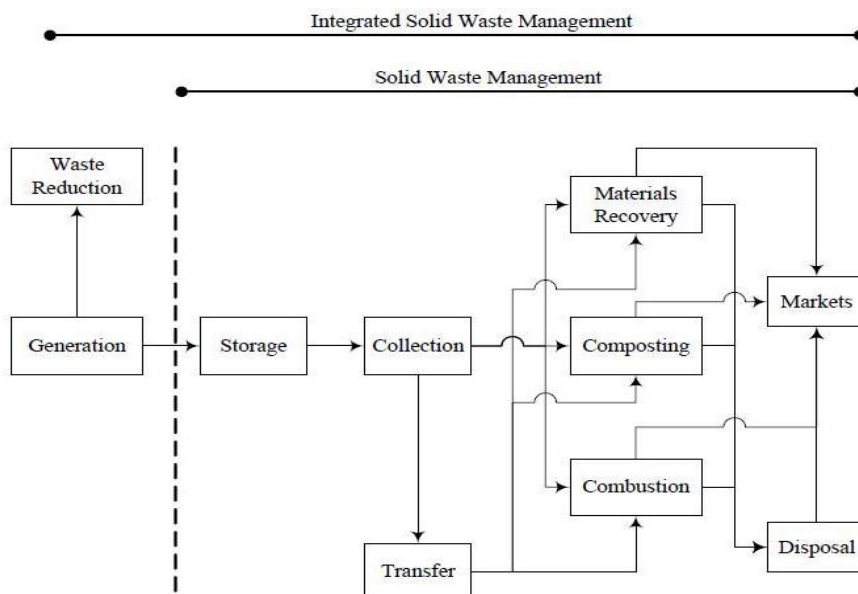 Integrated Solid Waste Management
Solid Waste Management
Waste
Reduction
Materials
Recovery
Markets
Generation
Storage
Collection
Composting
Combustion
Disposal
Transfer